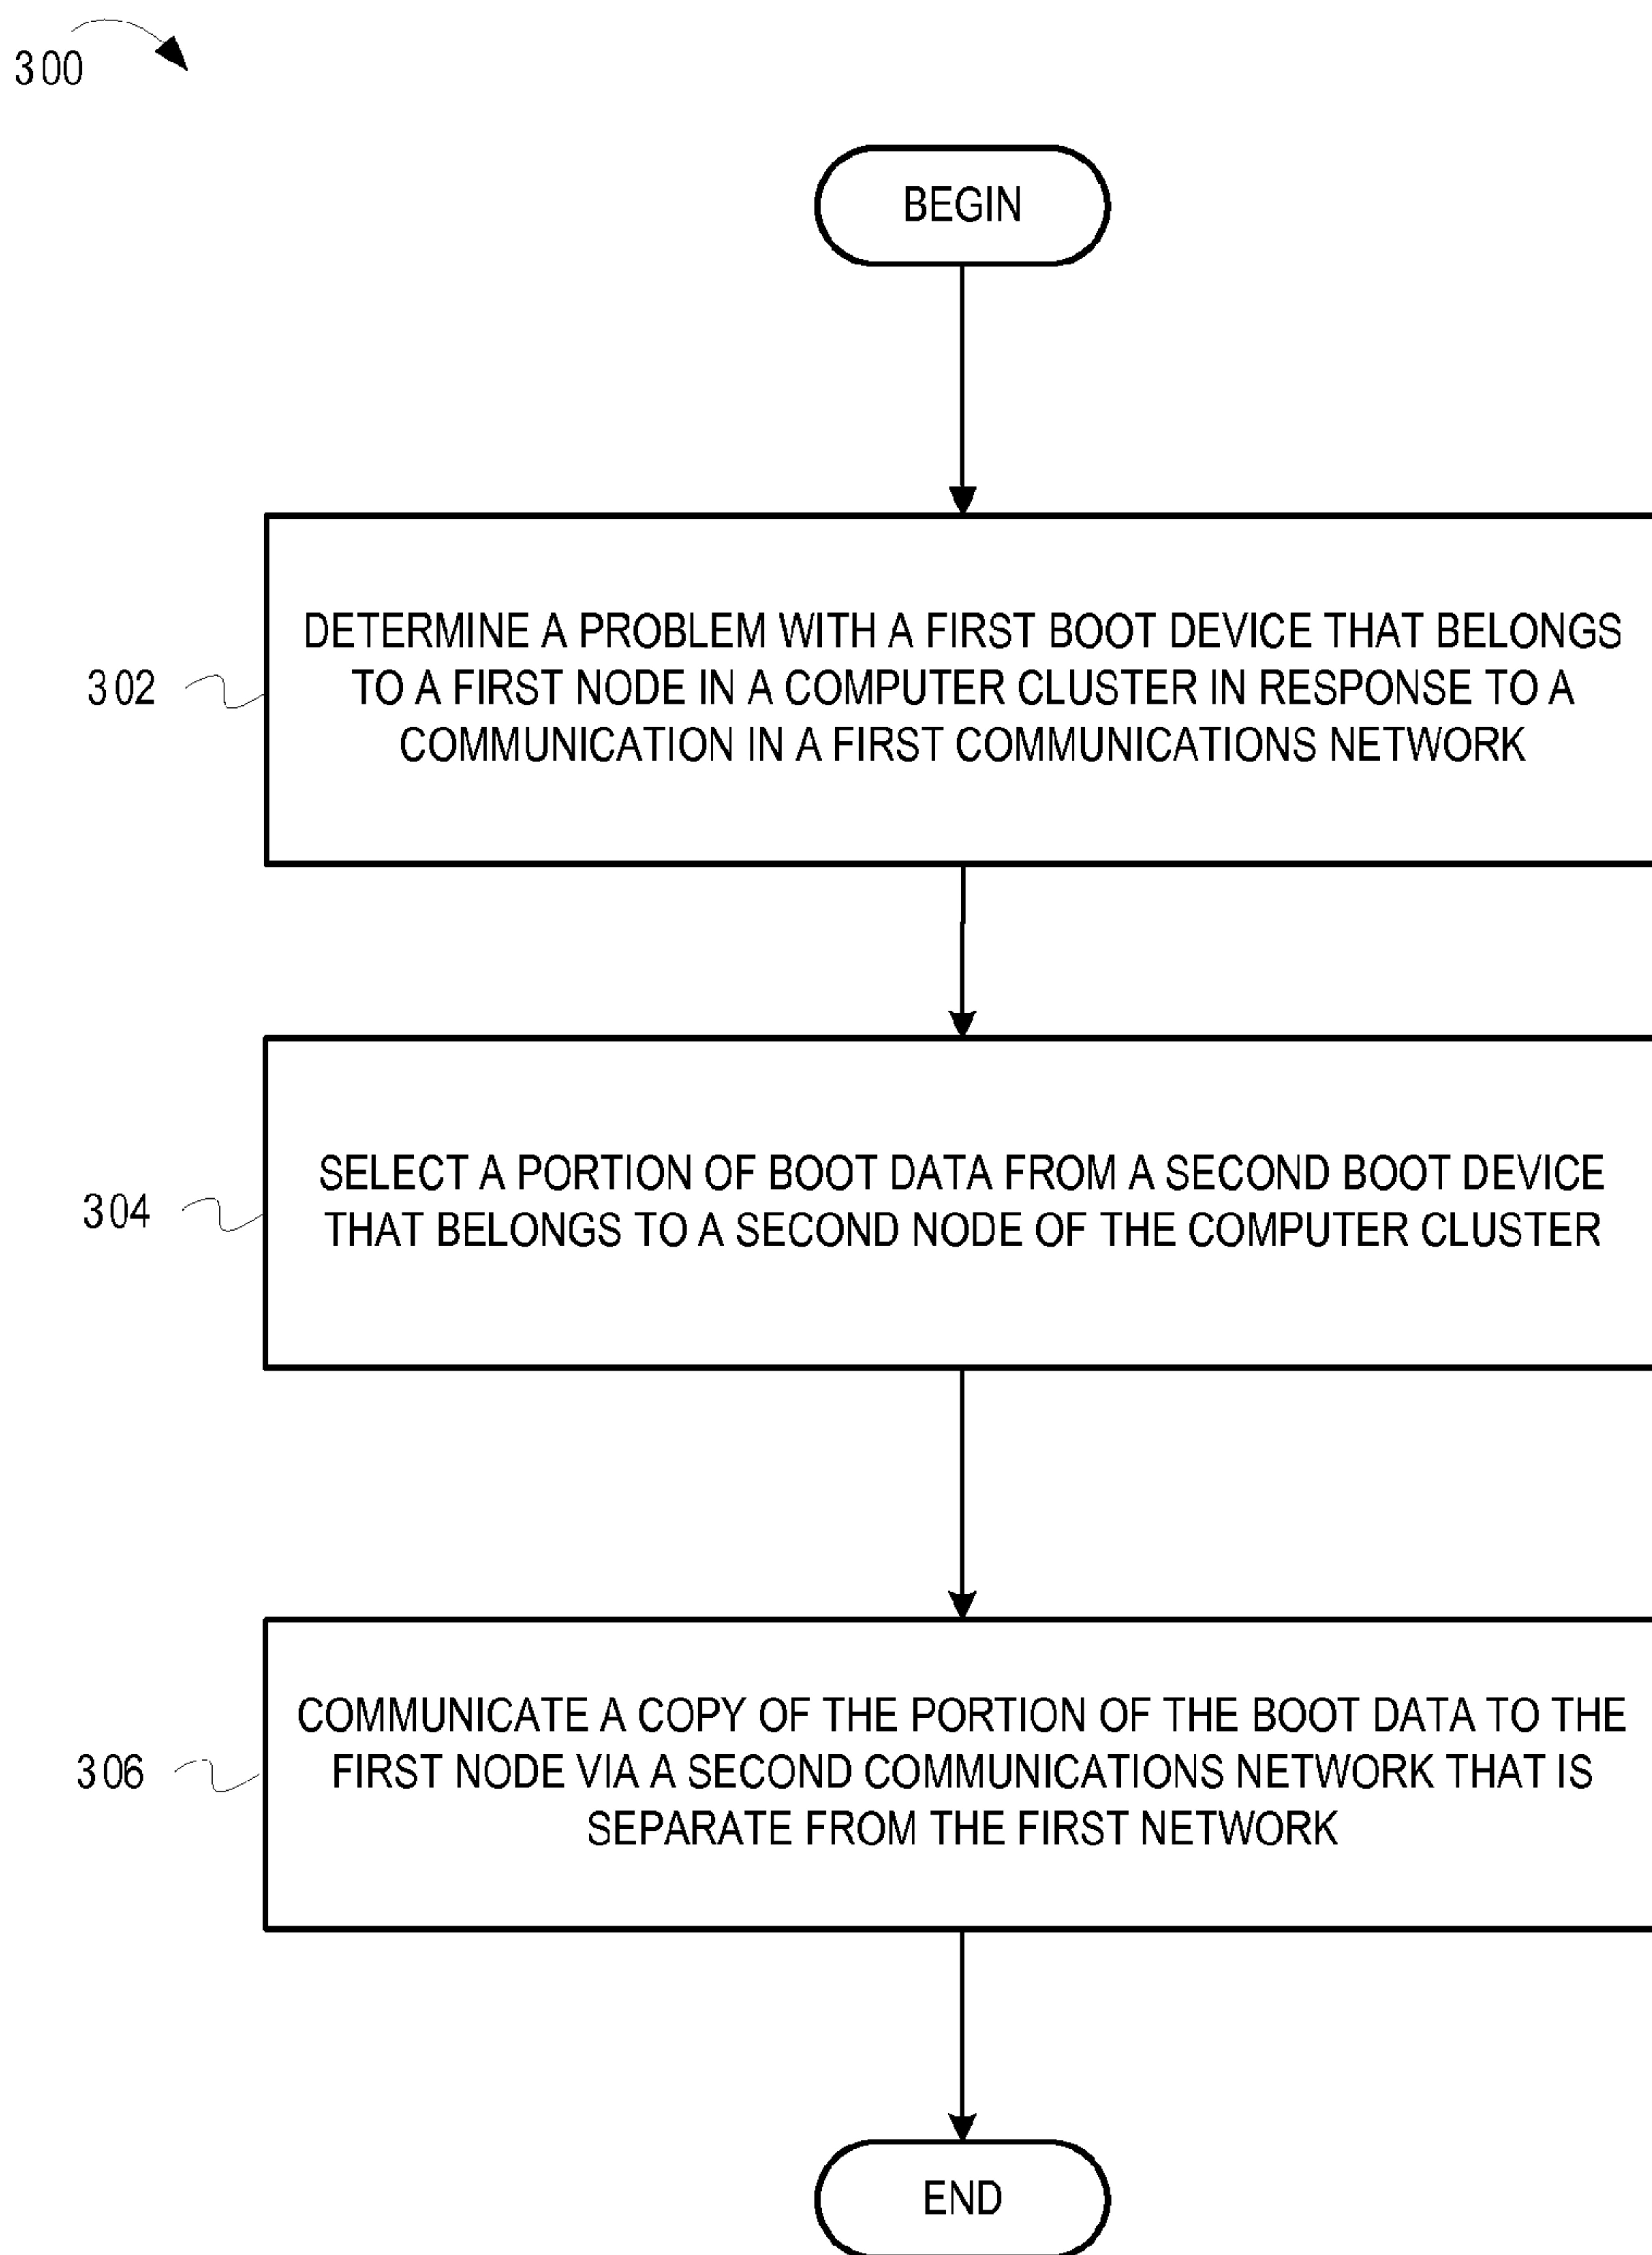 300
BEGIN
302
DETERMINE A PROBLEM WITH A FIRST BOOT DEVICE THAT BELONGS
TO A FIRST NODE IN A COMPUTER CLUSTER IN RESPONSE TO A
COMMUNICATION IN A FIRST COMMUNICATIONS NETWORK
304
SELECT A PORTION OF BOOT DATA FROM A SECOND BOOT DEVICE
THAT BELONGS TO A SECOND NODE OF THE COMPUTER CLUSTER
306
COMMUNICATE A COPY OF THE PORTION OF THE BOOT DATA TO THE
FIRST NODE VIA A SECOND COMMUNICATIONS NETWORK THAT IS
SEPARATE FROM THE FIRST NETWORK
END